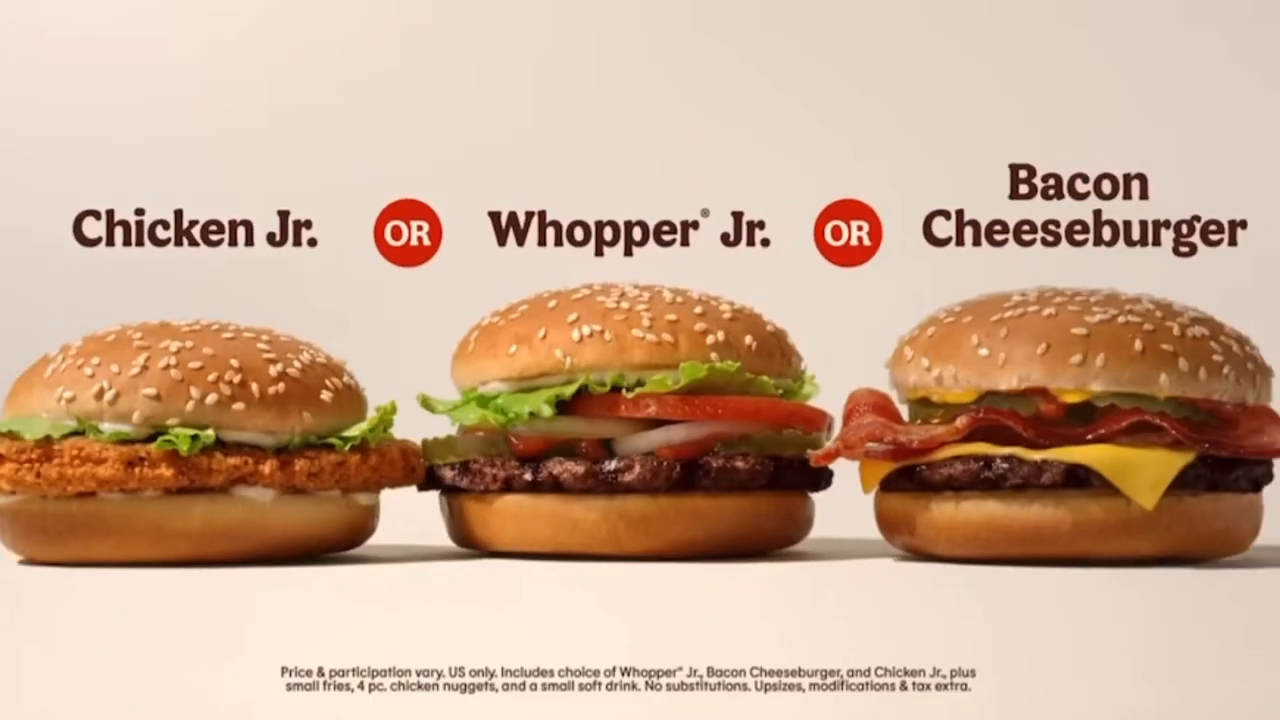 Bacon
Chicken Jr. OR Whopper® Jr. OR Cheeseburger
Price & participation vary. US only. Includes choice of Whopper® Jr., Bacon Cheeseburger, and Chicken Jr., plus
small fries, 4 pc. chicken nuggets, and a small soft drink. No substitutions. Upsizes, modifications & tax extra.